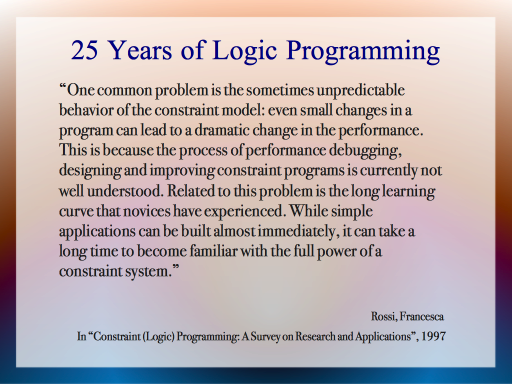 25 Years of Logic Programming
“One common problem is the sometimes unpredictable
behavior of the constraint model: even small changes in a
program can lead to a dramatic change in the performance.
This is because the process of performance debugging,
designing and improving constraint programs is currently not
well understood. Related to this problem is the long learning
curve that novices have experienced. While simple
applications can be built almost immediately, it can take a
long time to become familiar with the full power of a
constraint system.”
Rossi, Francesca
In “Constraint (Logic) Programming: A Survey on Research and Applications”, 1997